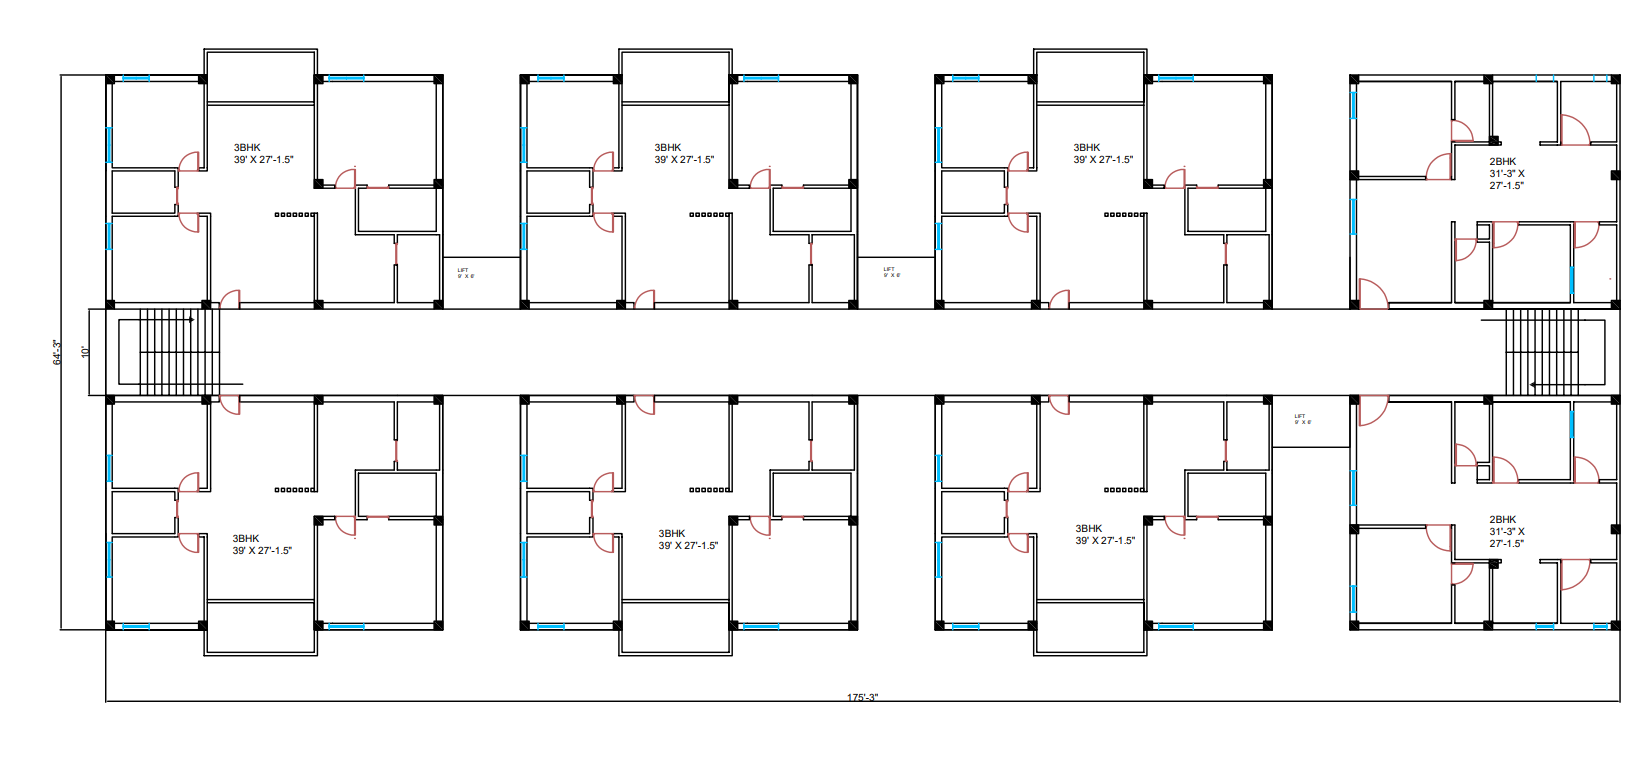 3BHK
39' X 27'-1.5"
3BHK
39' X 27'-1.5"
3BHK
39' X 27'-1.5"
2BHK
31'-3" X
27'-1.5"
LIFT
9' X 6'
LIFT
9' X 6'
64'-3"
10'
LIFT
9' X 6'
3BHK
39' X 27'-1.5"
3BHK
39' X 27'-1.5"
3BHK
39' X 27'-1.5"
2BHK
31'-3" X
27'-1.5"
175'-3"